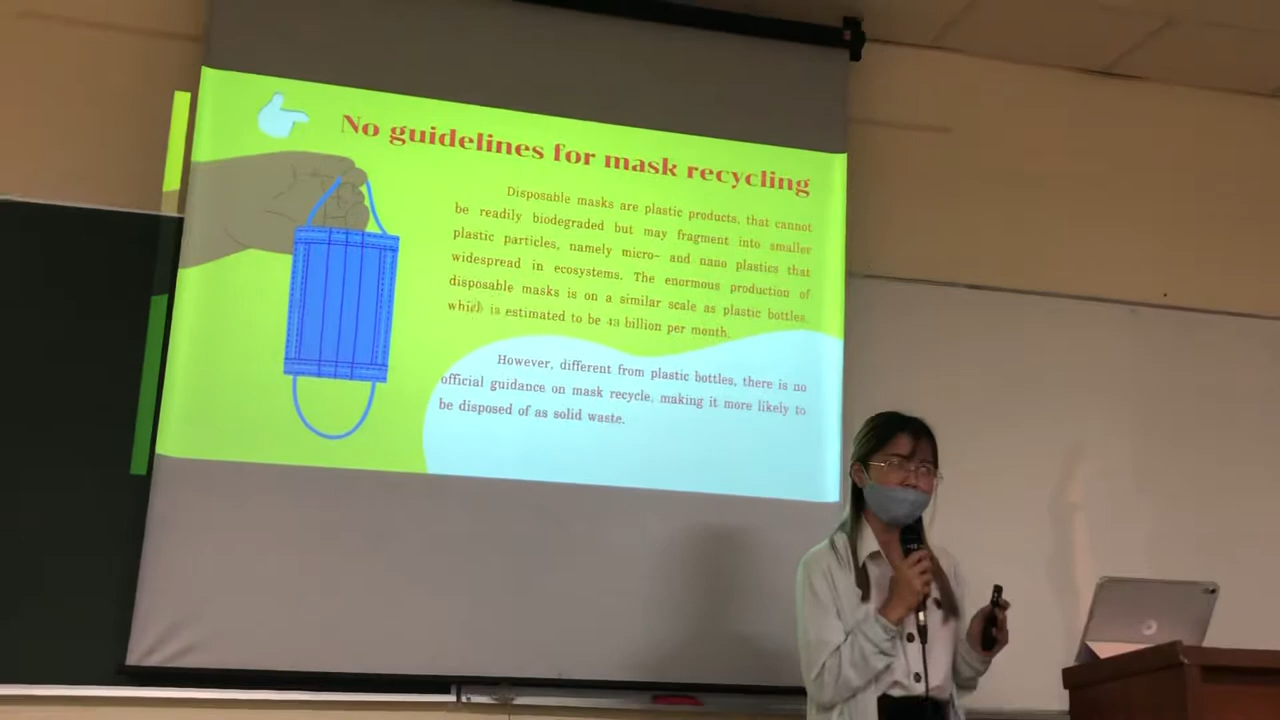 No guidelines for mask recycling
Disposable masks are plastic products, that cannot
be readily biodegraded but may fragment into smaller
plastic particles, namely micro- and nano plastics that
widespread in ecosystems. The enormous production of
disposable masks is on a similar scale as plastic bottles,
which is estimated to be 43 billion per month.
However, different from plastic bottles, there is no
official guidance on mask recycle, making it more likely to
be disposed of as solid waste.